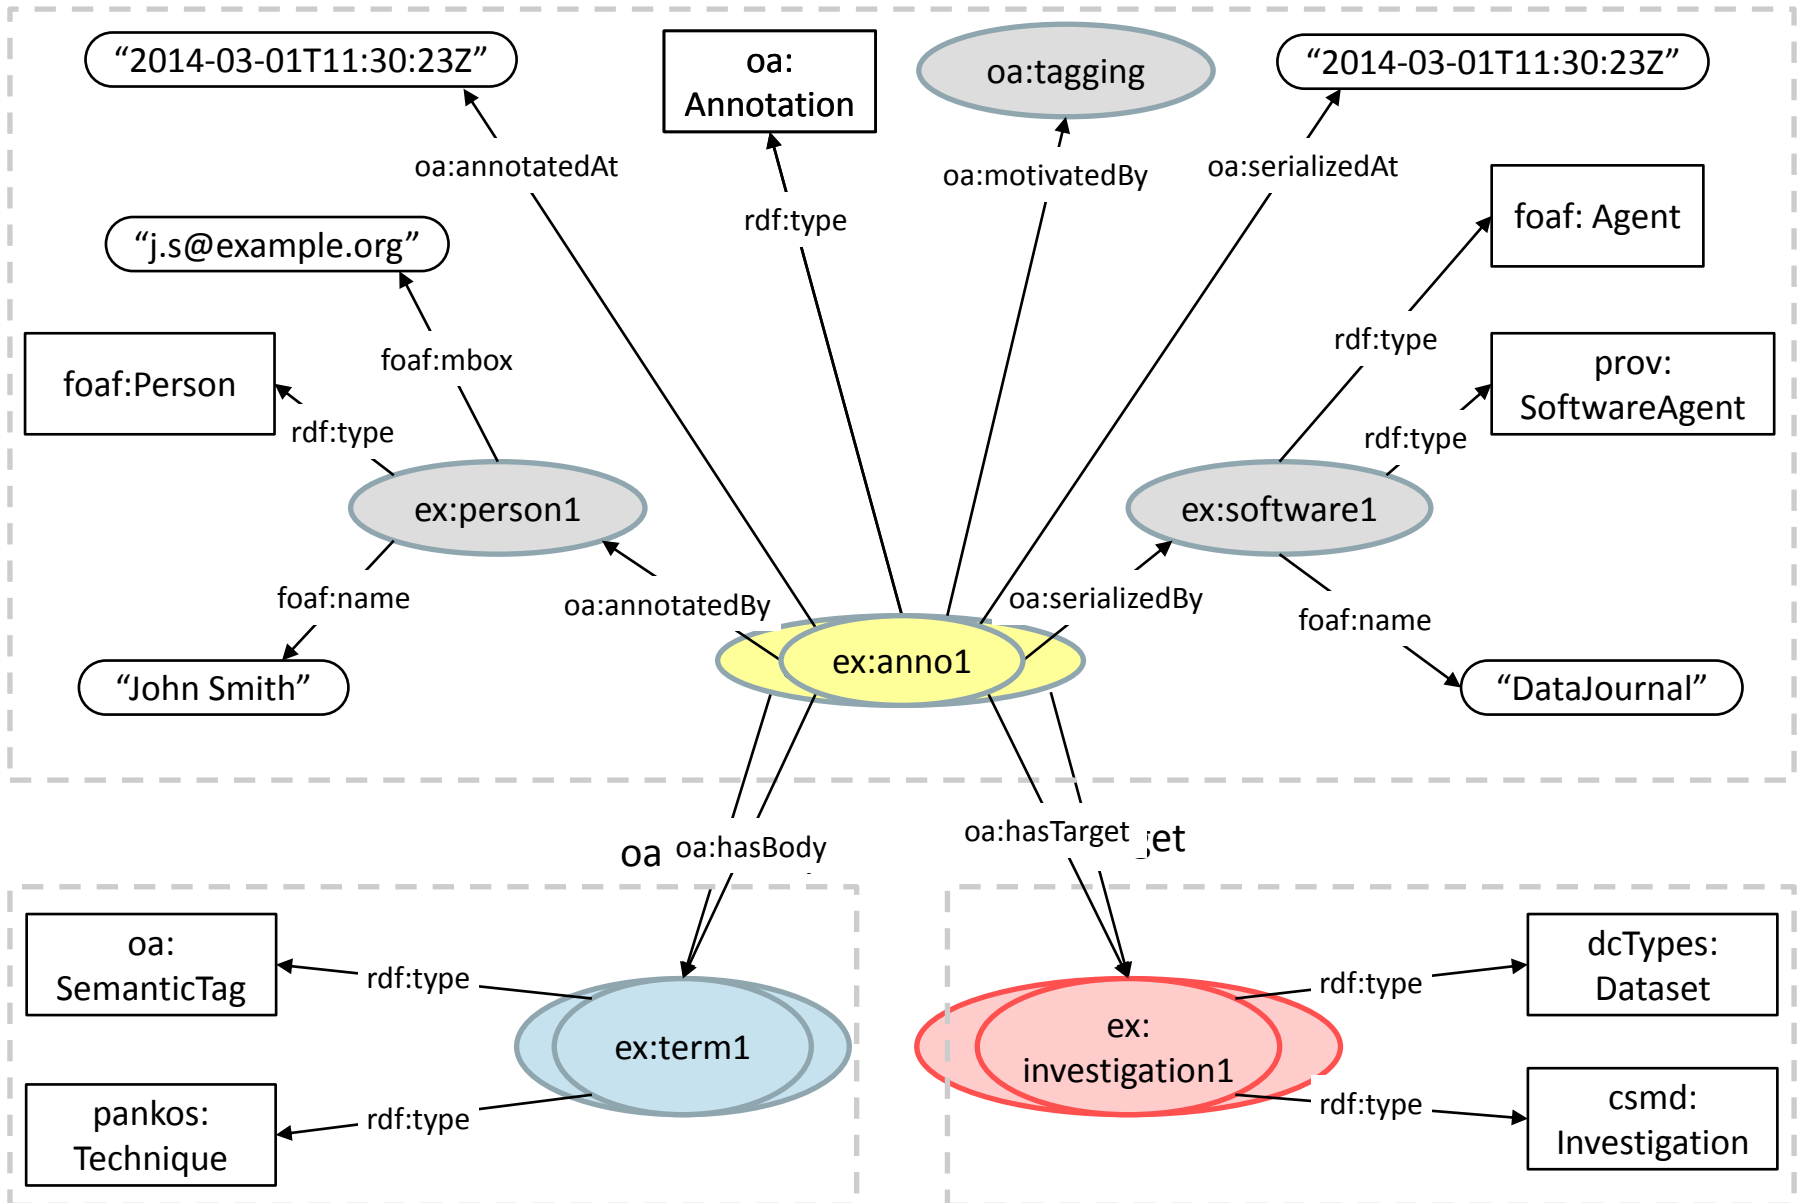 “2014-03-01T11:30:23Z”
oa:
Annotation
oa:tagging
“2014-03-01T11:30:23Z”
oa:annotatedAt
oa:motivatedBy
oa:serializedAt
rdf:type
foaf: Agent
“j.s@example.org”
foaf:mbox
rdf:type
foaf:Person
rdf:type
prov:
SoftwareAgent
rdf:type
ex:person1
ex:software1
foaf:name
oa:annotatedBy
oa:serializedBy
foaf:name
“John Smith”
ex:anno1
“DataJournal”
oa
oa:hasBody
oa:hasTarget
get
oa:
SemanticTag
rdf:type
rdf:type
dcTypes:
Dataset
ex:term1
ex:
investigation1
pankos:
Technique
rdf:type
rdf:type
csmd:
Investigation